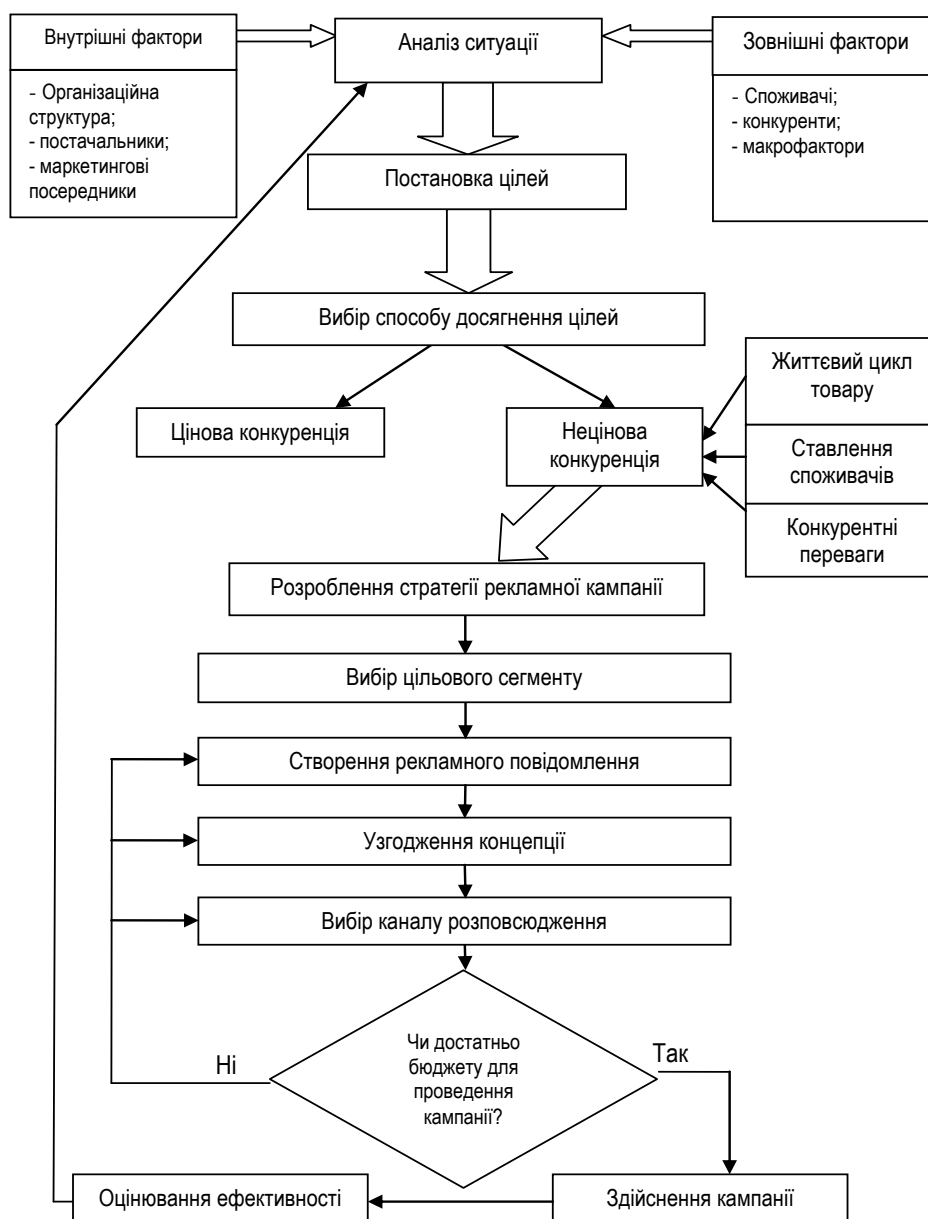 Внутрішні фактори
- Організаційна
структура;
- постачальники;
- маркетингові
посередники
Аналіз ситуації
Зовнішні фактори
- Споживачі;
- конкуренти;
- макрофактори
Постановка цілей
Вибір способу досягнення цілей
Цінова конкуренція
Нецінова
конкуренція
Життєвий цикл
товару
Ставлення
споживачів
Конкурентні
переваги
Розроблення стратегії рекламної кампанії
Вибір цільового сегменту
Створення рекламного повідомлення
Узгодження концепції
Вибір каналу розповсюдження
Чи достатньо
бюджету для
проведення
кампанії?
Ні
Так
Оцінювання ефективності
Здійснення кампанії